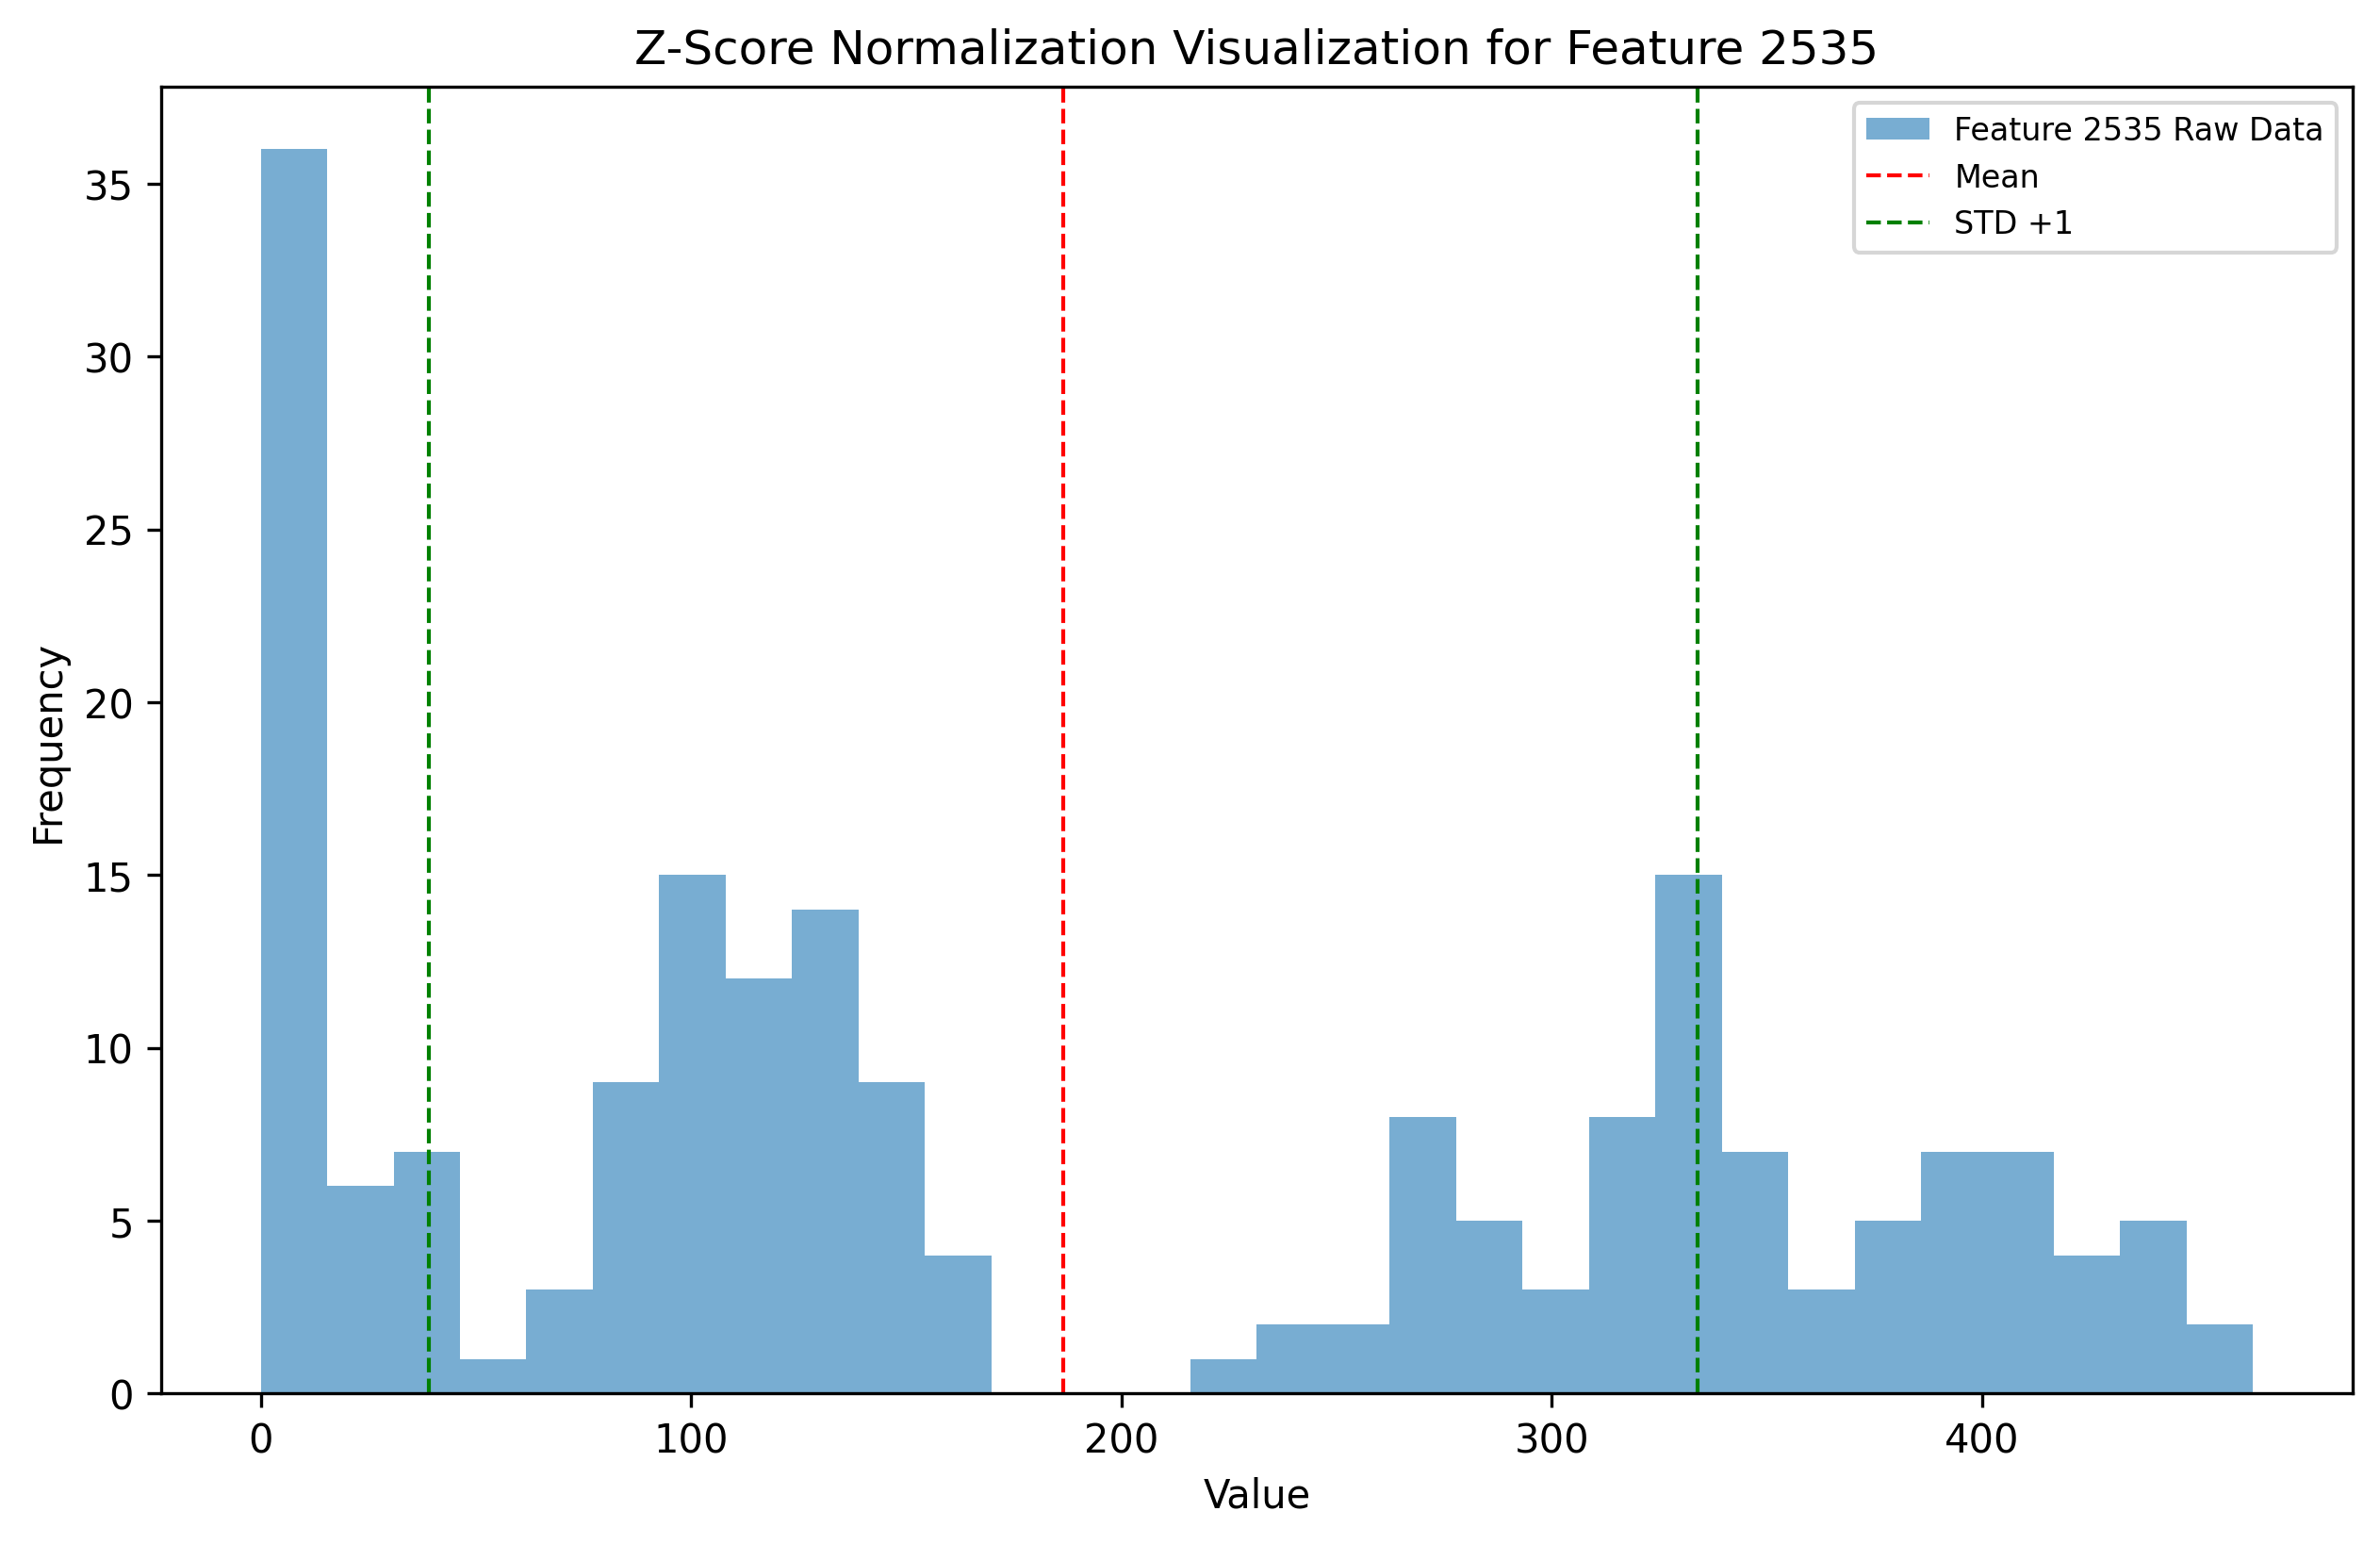 Z-Score Normalization Visualization for Feature 2535
Feature 2535 Raw Data
Mean
STD +1
35
30
25
20
15
10
5
0
Frequency
0 100 200 300 400
Value